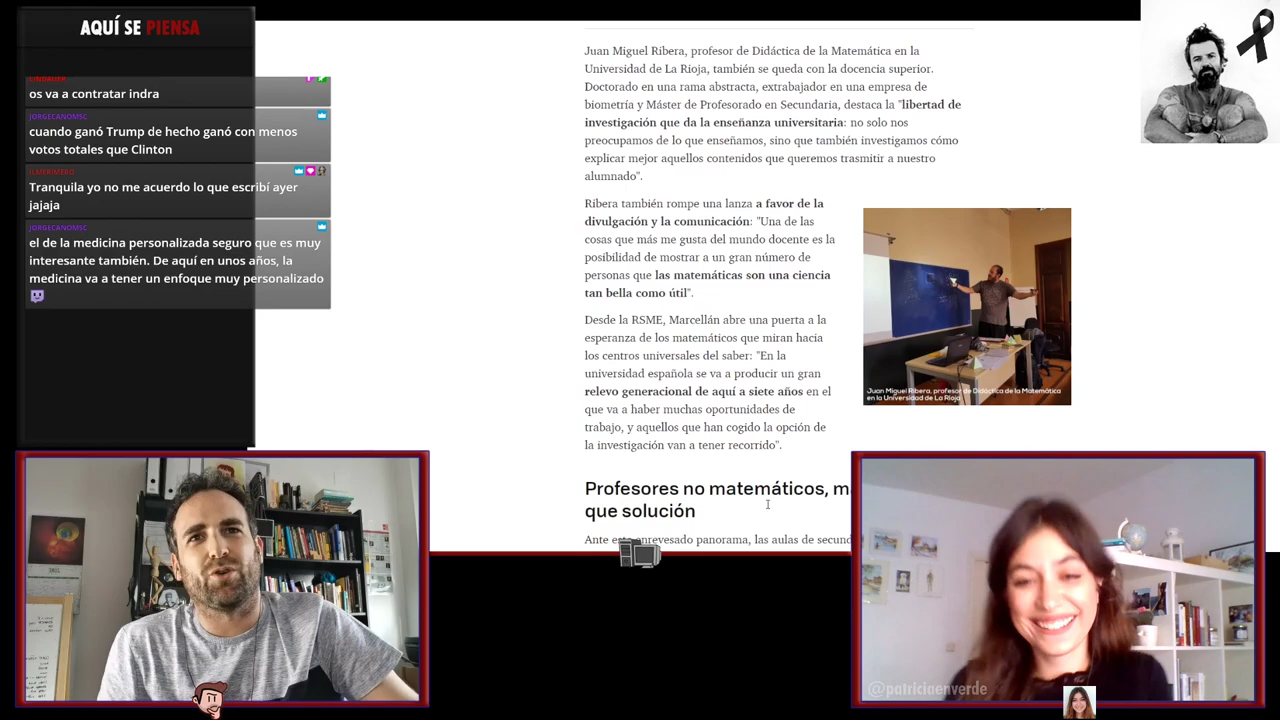 AQUÍ SE PIENSA
os va a contratar indra
JORGECANOMSC
cuando ganó Trump de hecho ganó con menos
votos totales que Clinton
Tranquila yo no me acuerdo lo que escribí ayer
jajaja
JORGECANOMSC
el de la medicina personalizada seguro que es muy
interesante también. De aquí en unos años, la
medicina va a tener un enfoque muy personalizado
Juan Miguel Ribera, profesor de Didáctica de la Matemática en la
Universidad de La Rioja, también se queda con la docencia superior.
Doctorado en una rama abstracta, extrabajador en una empresa de
biometría y Máster de Profesorado en Secundaria, destaca la "libertad de
investigación que da la enseñanza universitaria: no solo nos
preocupamos de lo que enseñamos, sino que también investigamos cómo
explicar mejor aquellos contenidos que queremos trasmitir a nuestro
alumnado".
Ribera también rompe una lanza a favor de la
divulgación y la comunicación: "Una de las
cosas que más me gusta del mundo docente es la
posibilidad de mostrar a un gran número de
personas que las matemáticas son una ciencia
tan bella como útil".
Desde la RSME, Marcellán abre una puerta a la
esperanza de los matemáticos que miran hacia
los centros universales del saber: "En la
universidad española se va a producir un gran
relevo generacional de aquí a siete años en el
que va a haber muchas oportunidades de
trabajo, y aquellos que han cogido la opción de
la investigación van a tener recorrido".
Juan Miguel Ribera, profesor de Didáctica de la Matemática
en la Universidad de La Rioja
Profesores no matemáticos, m
que solución
Ante este enrevesado panorama, las aulas de secund
@patriciaenverde